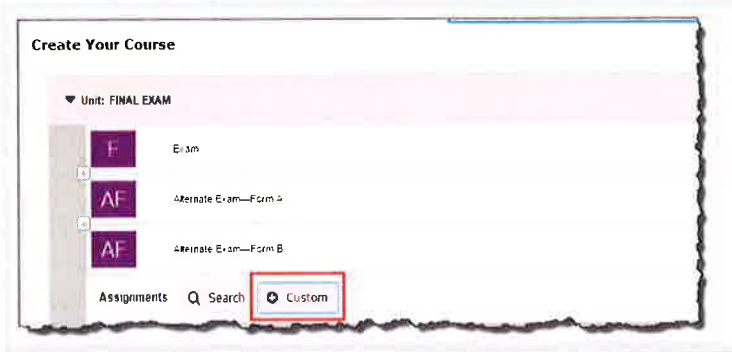 Create Your Course
Unit: FINAL EXAM
F Exam
AF Alternate Exam—Form A
AF Alternate Exam—Form B
Assignments Search Custom